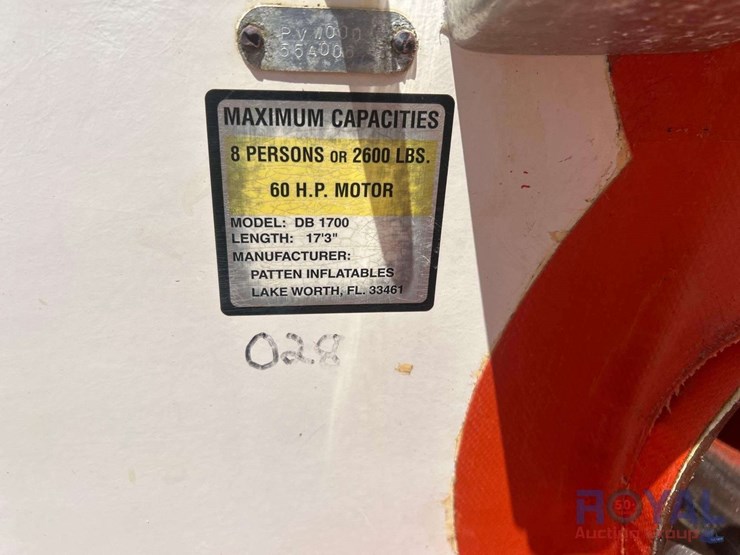 MAXIMUM CAPACITIES
8 PERSONS OR 2600 LBS.
60 H.P. MOTOR
MODEL: DB 1700
LENGTH: 17'3"
MANUFACTURER:
PATTEN INFLATABLES
LAKE WORTH, FL. 33461
028
ROYAL
Auction Group